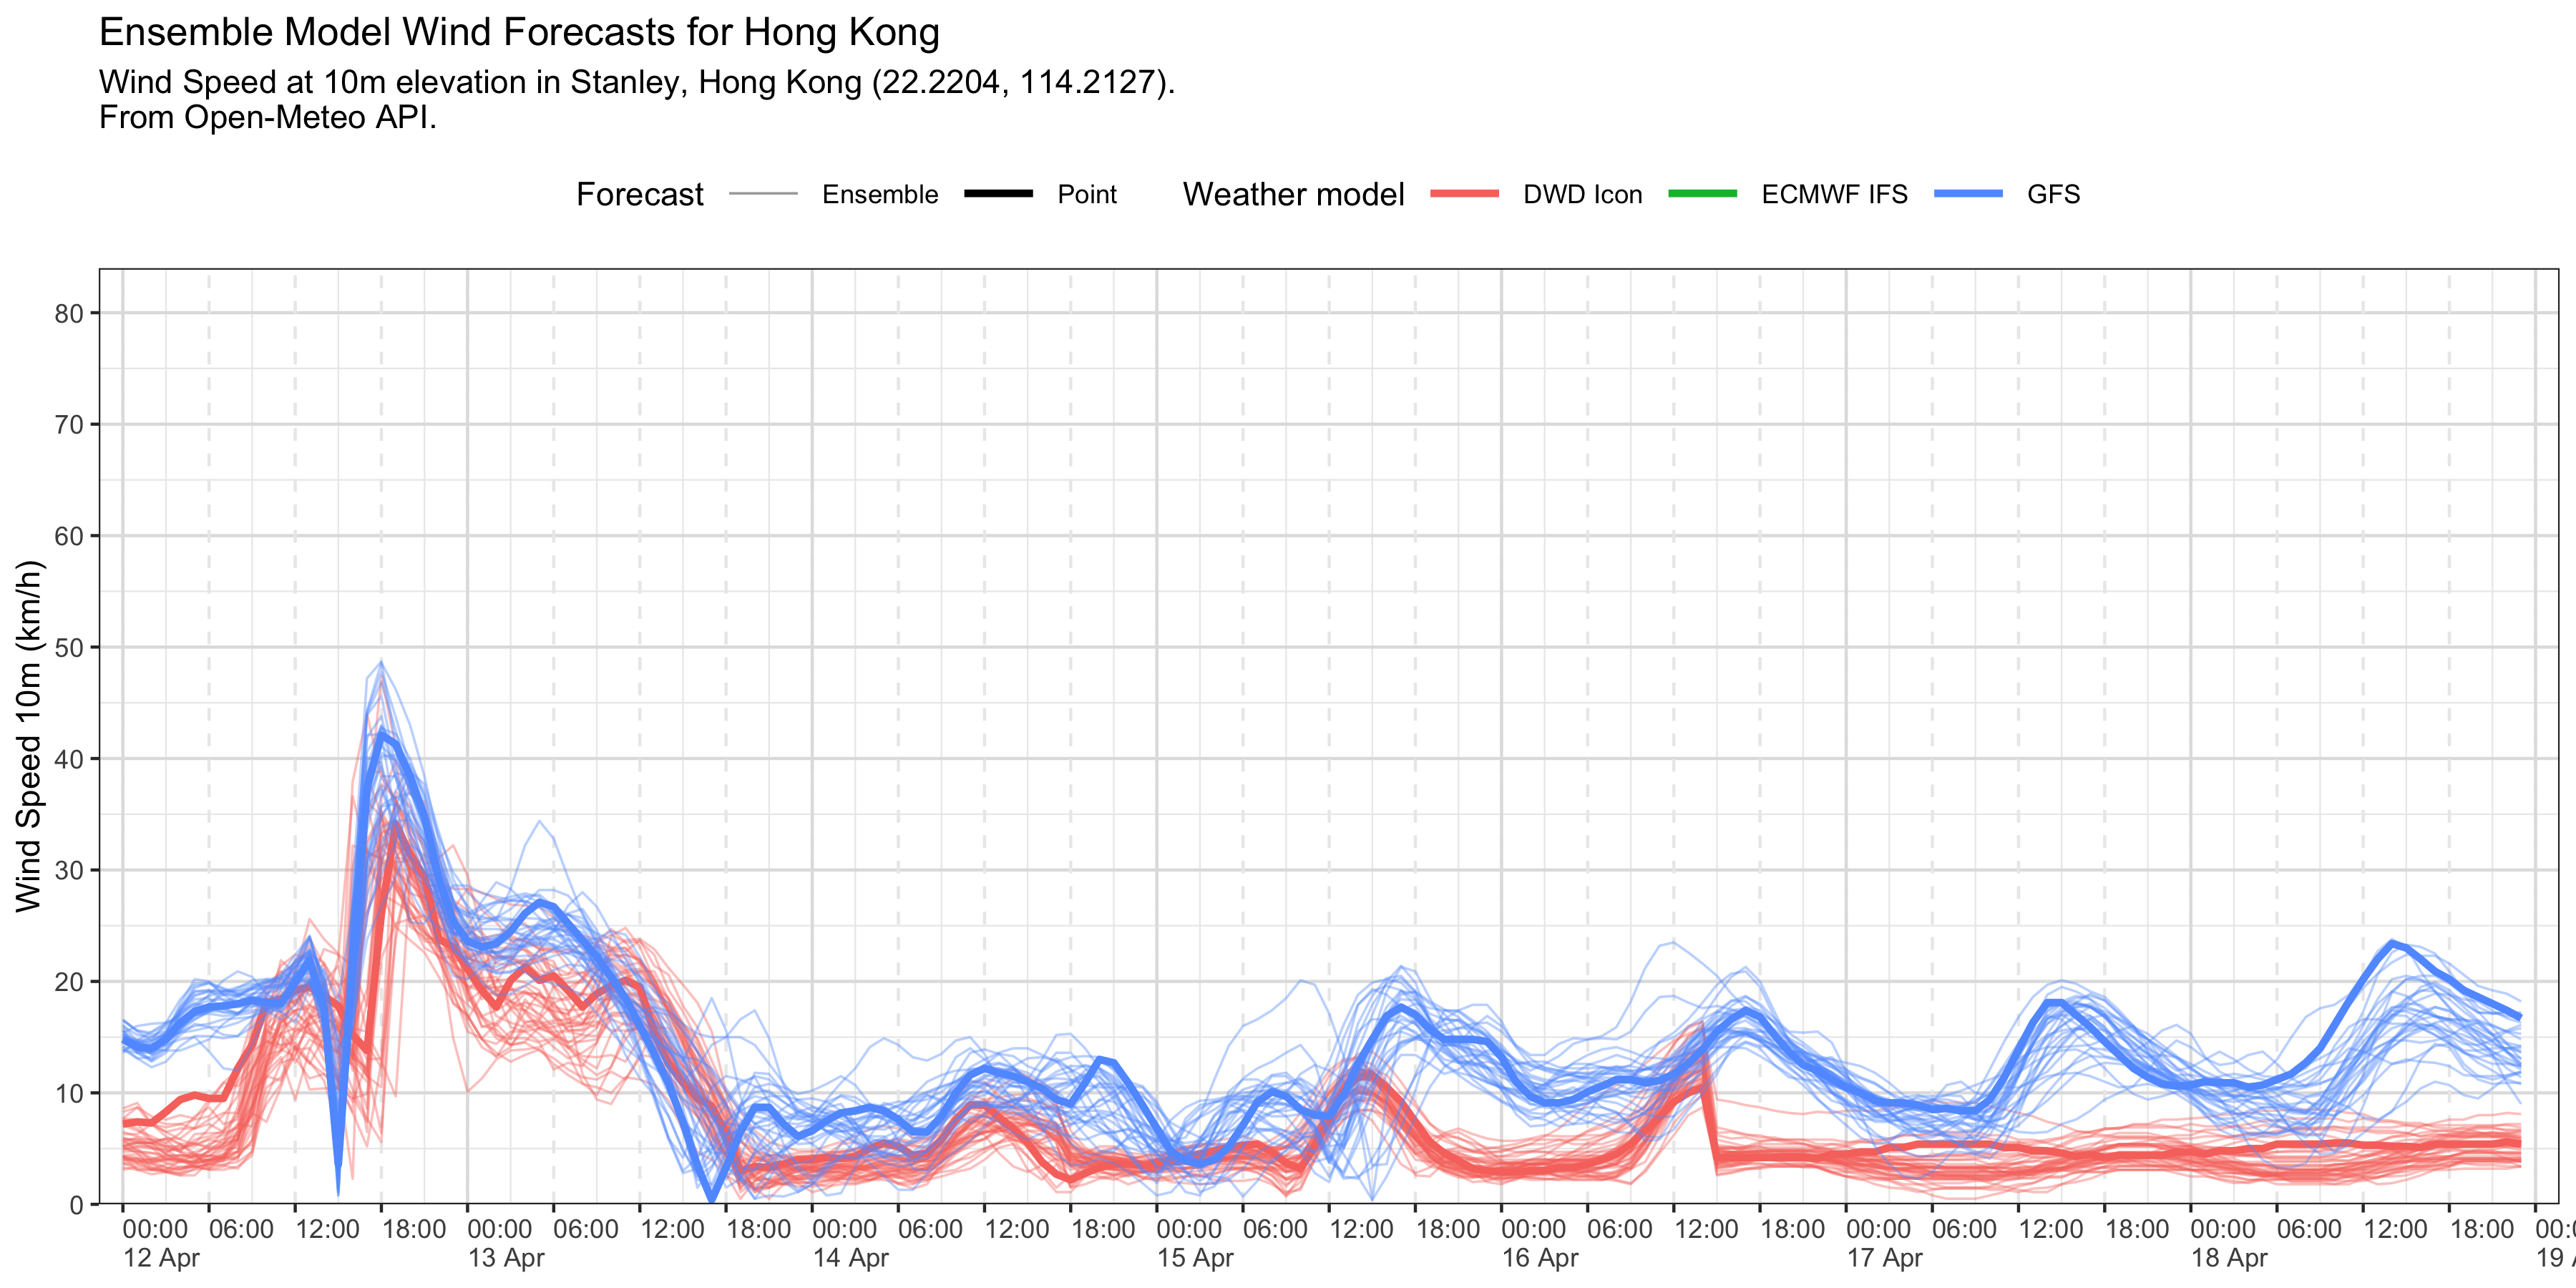 Ensemble Model Wind Forecasts for Hong Kong
Wind Speed at 10m elevation in Stanley, Hong Kong (22.2204, 114.2127).
From Open-Meteo API.
Forecast Ensemble Point Weather model DWD Icon ECMWF IFS GFS
Wind Speed 10m (km/h)
80
70
60
50
40
30
20
10
0
00:00 06:00 12:00 18:00 00:00 06:00 12:00 18:00 00:00 06:00 12:00 18:00 00:00 06:00 12:00 18:00 00:00 06:00 12:00 18:00 00:00 06:00 12:00 18:00 00:00 06:00 12:00 18:00 00:0
12 Apr 13 Apr 14 Apr 15 Apr 16 Apr 17 Apr 18 Apr 19